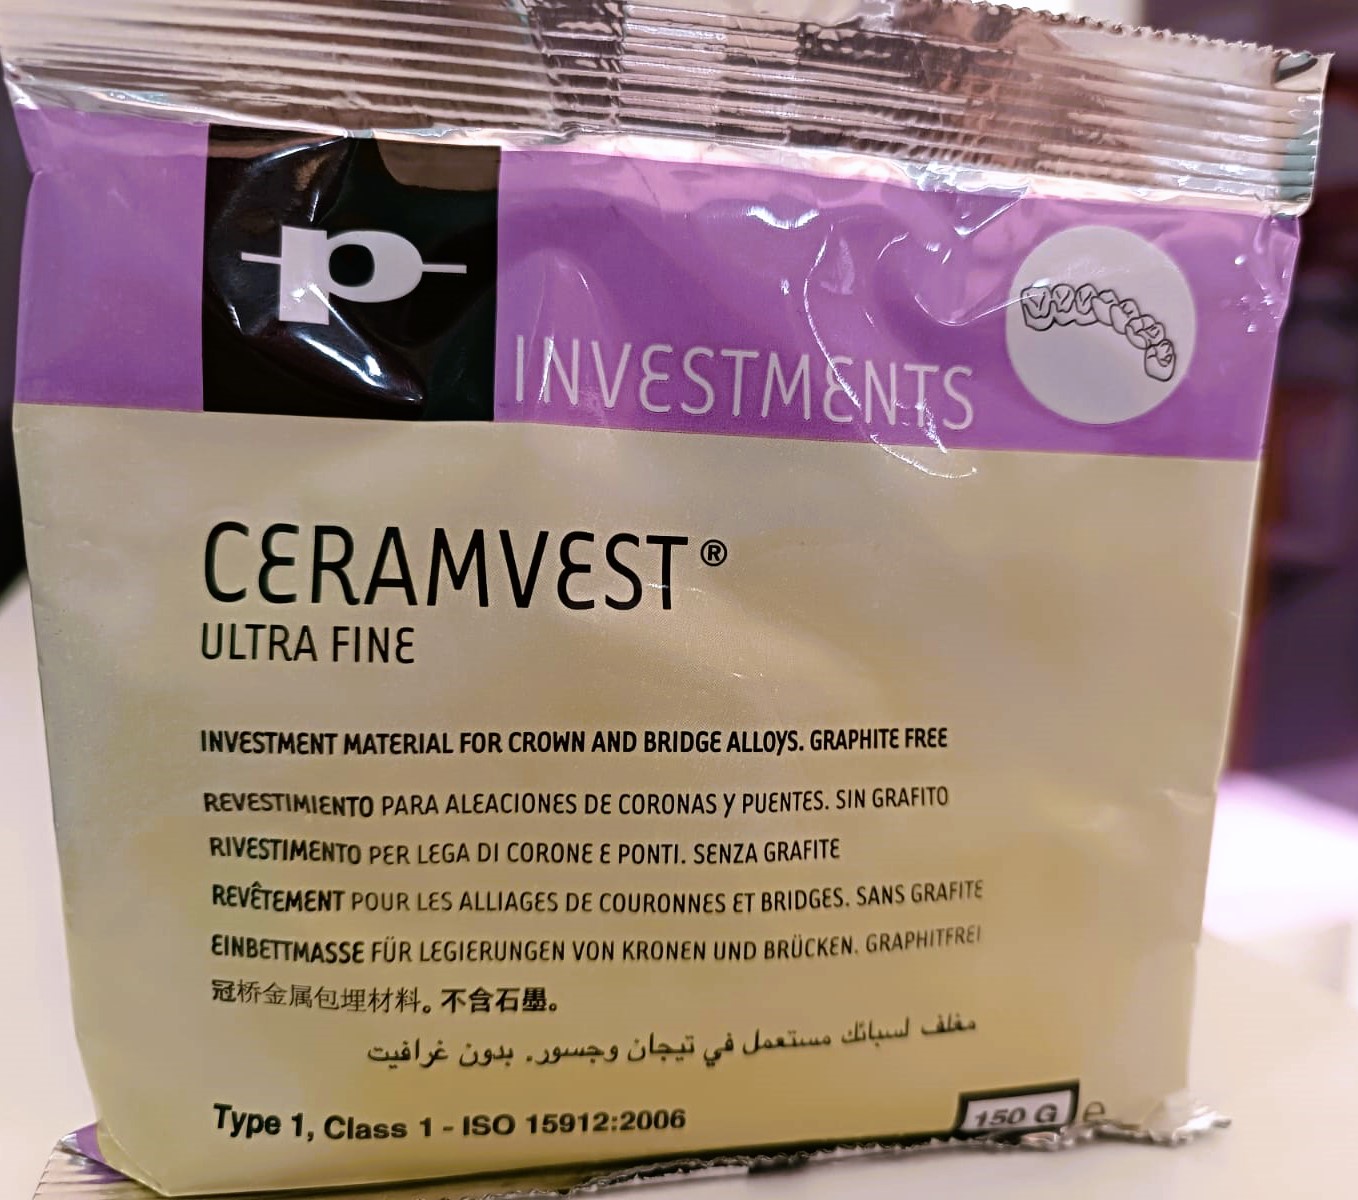 p
INVESTMENTS
CERAMVEST®
ULTRA FINE
INVESTMENT MATERIAL FOR CROWN AND BRIDGE ALLOYS. GRAPHITE FREE
REVESTIMIENTO PARA ALEACIONES DE CORONAS Y PUENTES. SIN GRAFITO
RIVESTIMENTO PER LEGA DI CORONE E PONTI. SENZA GRAFITE
REVÊTEMENT POUR LES ALLIAGES DE COURONNES ET BRIDGES. SANS GRAFITE
EINBETTMASSE FÜR LEGIERUNGEN VON KRONEN UND BRÜCKEN. GRAPHITFREI
冠桥金属包埋材料。不含石墨。
مغلف لسبائك مستعمل في تيجان وجسور. بدون غرافيت
Type 1, Class 1 - ISO 15912:2006
150 G e